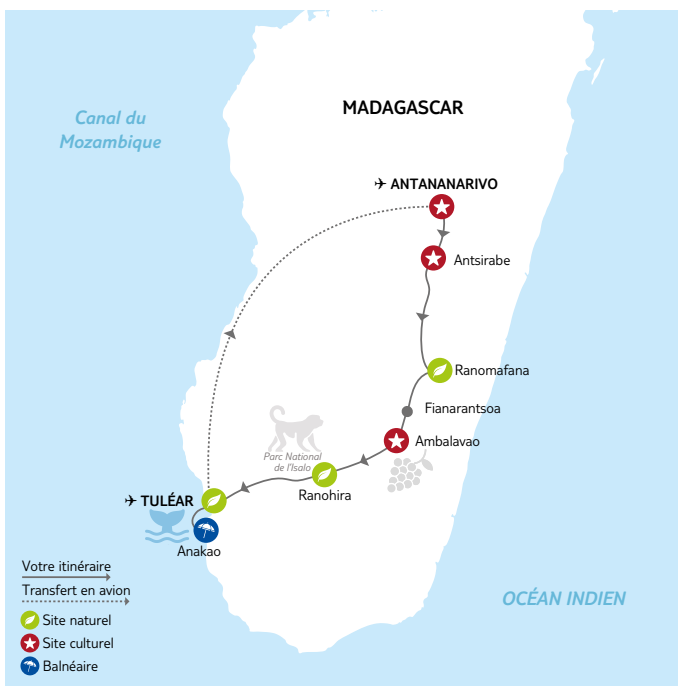 MADAGASCAR
Canal du
Mozambique
ANTANANARIVO
Antsirabe
Ranomafana
Fianarantsoa
Ambalavao
Parc National
de l'Isalo
Ranohira
TULÉAR
Anakao
Votre itinéraire
Transfert en avion
Site naturel
Site culturel
Balnéaire
OCÉAN INDIEN